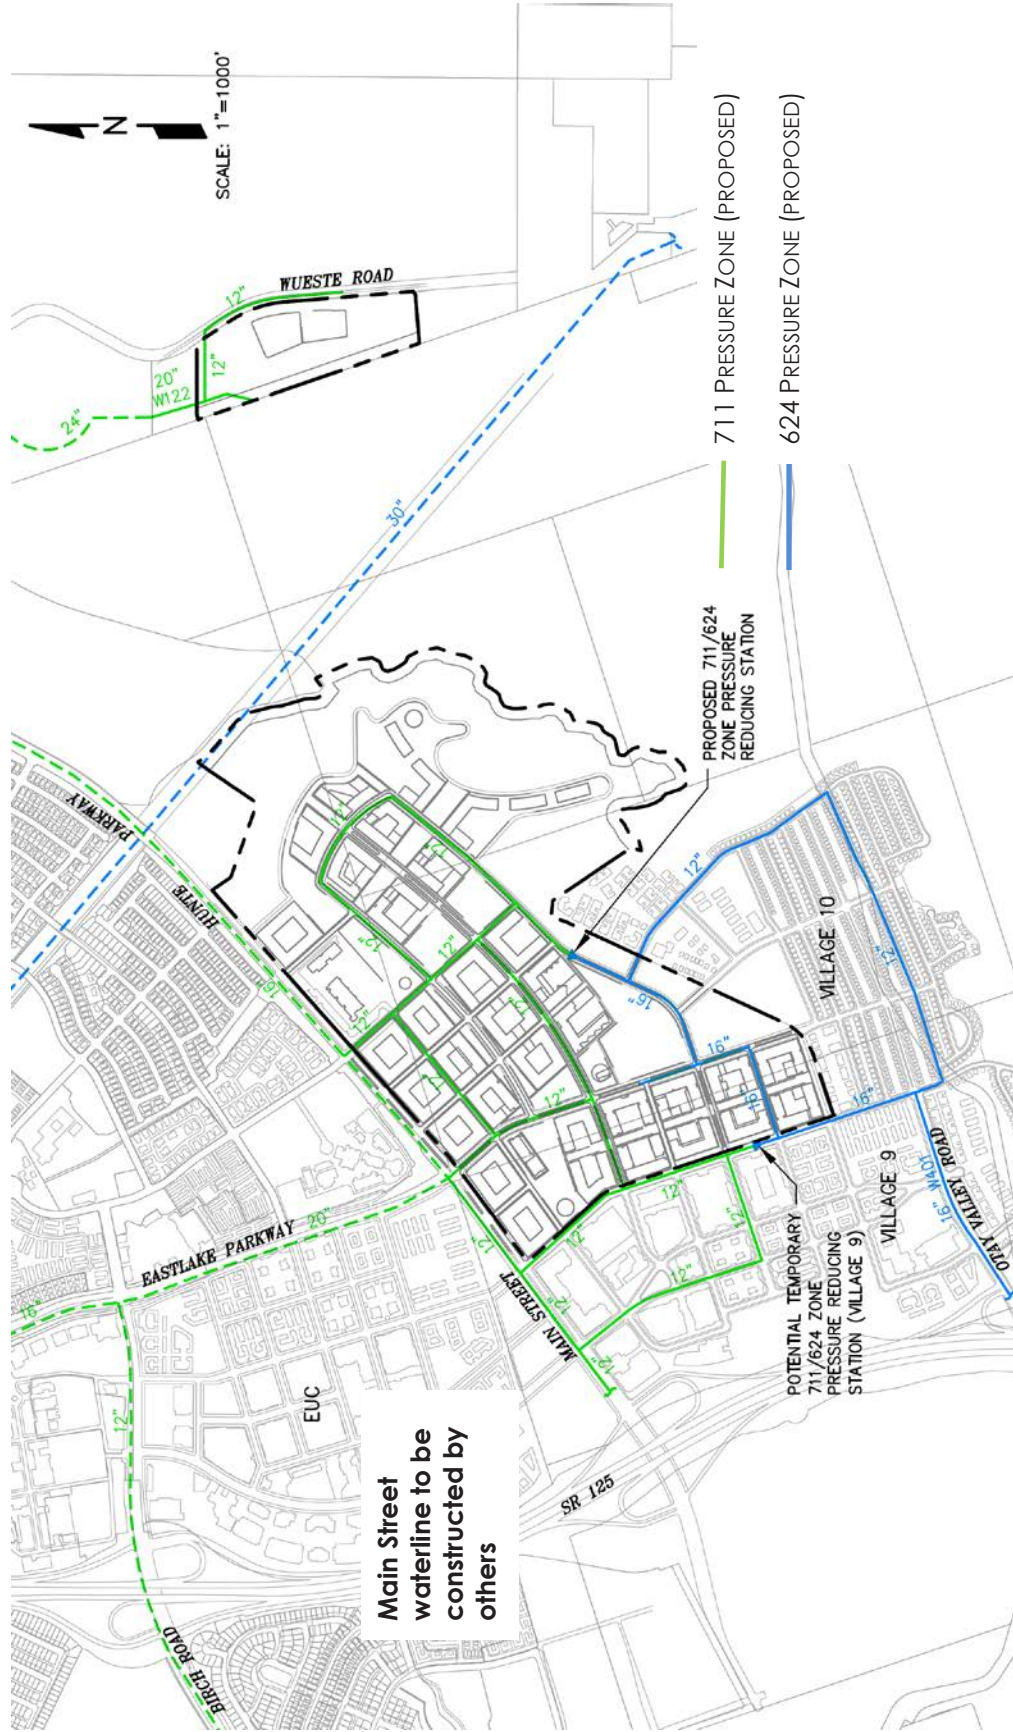 N
SCALE: 1"=1000'
WUESTE ROAD
12"
12"
20"
W122
24"
30"
711 PRESSURE ZONE (PROPOSED)
624 PRESSURE ZONE (PROPOSED)
PROPOSED 711/624
ZONE PRESSURE
REDUCING STATION
HUNTE
PARKWAY
16"
12"
12"
12"
12"
12"
12"
12"
12"
16"
16"
16"
12"
12"
VILLAGE 10
16"
VILLAGE 9
16" W401
OTAY VALLEY ROAD
12"
12"
12"
12"
12"
12"
12"
MAIN STREET
EASTLAKE PARKWAY
20"
16"
12"
EUC
BIRCH ROAD
SR 125
POTENTIAL TEMPORARY
711/624 ZONE
PRESSURE REDUCING
STATION (VILLAGE 9)
Main Street
waterline to be
constructed by
others